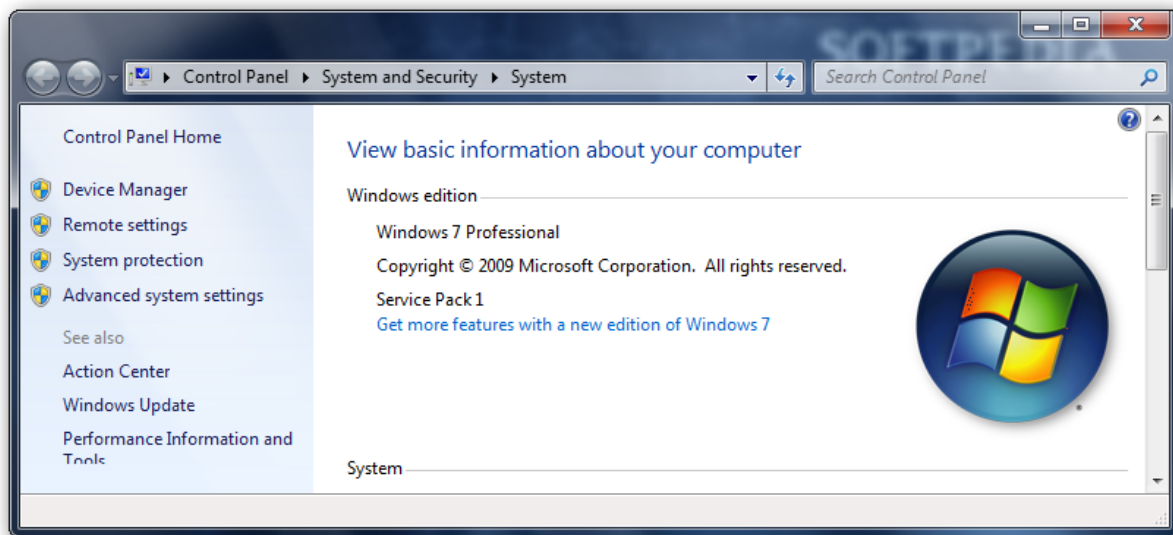 SOFTPEDIA
Control Panel System and Security System
Search Control Panel
Control Panel Home
Device Manager
Remote settings
System protection
Advanced system settings
See also
Action Center
Windows Update
Performance Information and
Tools
View basic information about your computer
Windows edition
Windows 7 Professional
Copyright © 2009 Microsoft Corporation. All rights reserved.
Service Pack 1
Get more features with a new edition of Windows 7
System